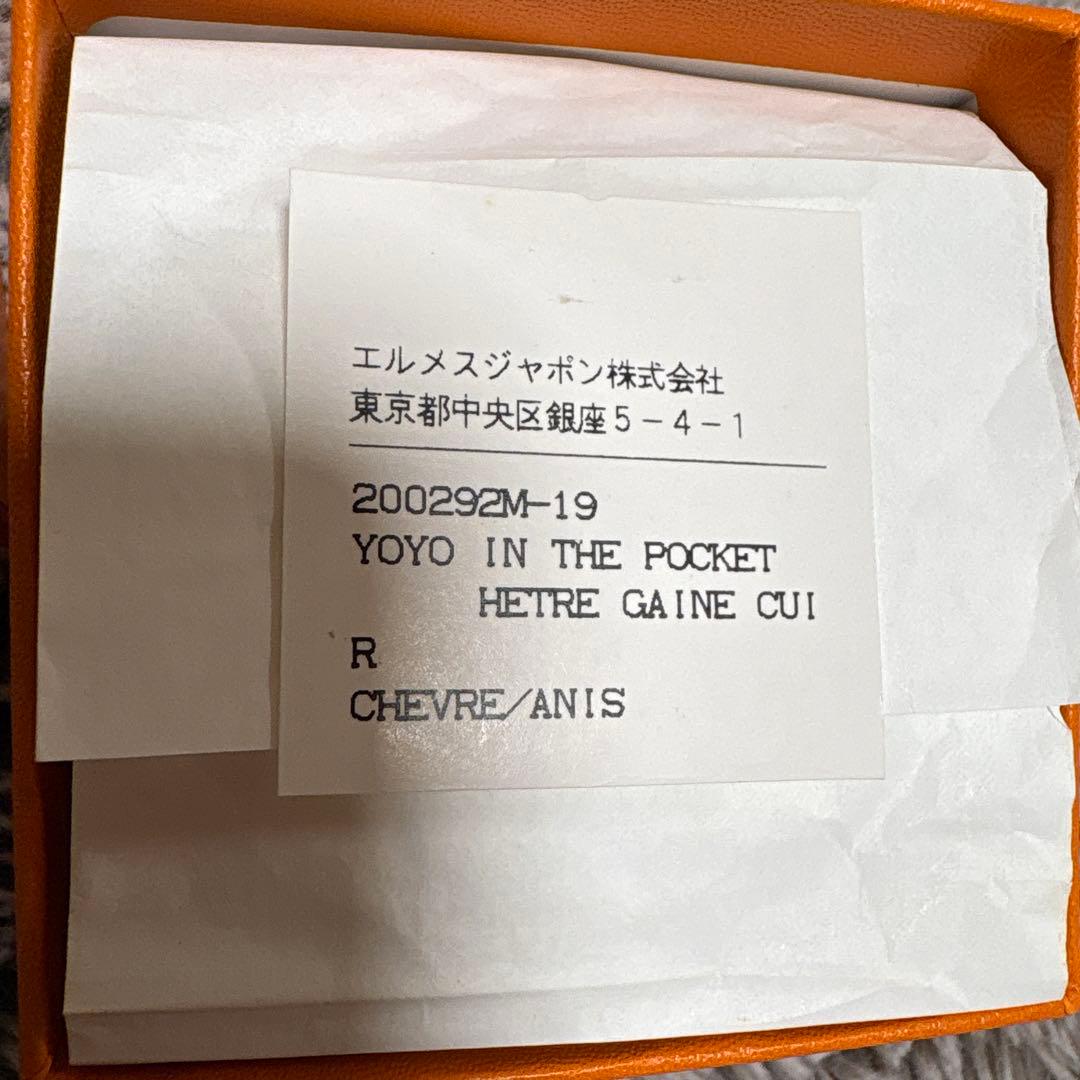 エルメスジャポン株式会社
東京都中央区銀座5-4-1
200292M-19
YOYO IN THE POCKET
HETRE GAINE CUI
R
CHEVRE/ANIS